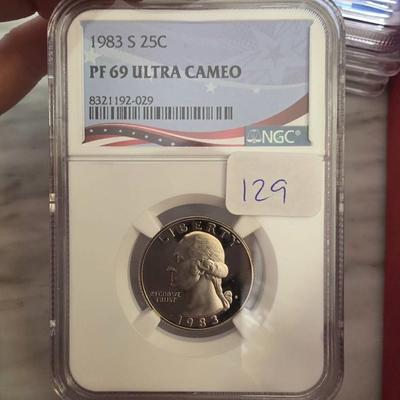 1983 S 25C
PF 69 ULTRA CAMEO
8321192-029
NGC®
129
LIBERTY
IN GOD WE
TRUST
1983